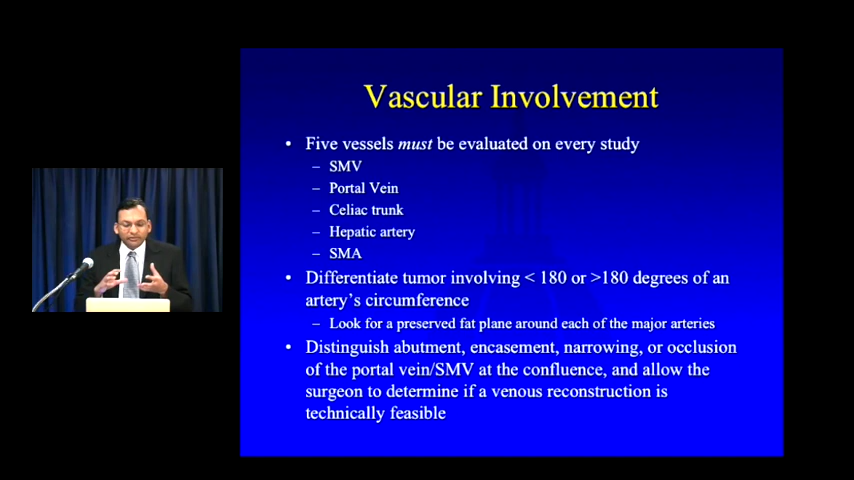 Vascular Involvement
• Five vessels must be evaluated on every study
– SMV
– Portal Vein
– Celiac trunk
– Hepatic artery
– SMA
• Differentiate tumor involving < 180 or >180 degrees of an
artery's circumference
– Look for a preserved fat plane around each of the major arteries
• Distinguish abutment, encasement, narrowing, or occlusion
of the portal vein/SMV at the confluence, and allow the
surgeon to determine if a venous reconstruction is
technically feasible